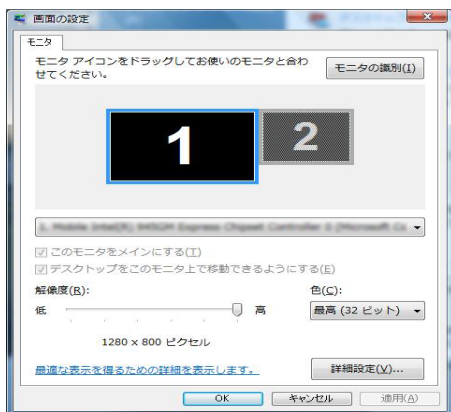 画面の設定
モニタ
モニタ アイコンをドラッグしてお使いのモニタと合わ
せてください。
モニタの識別(I)
1
2
このモニタをメインにする(T)
デスクトップをこのモニタ上で移動できるようにする(E)
解像度(R):
低
高
1280 x 800 ピクセル
色(C):
最高 (32 ビット)
最適な表示を得るための詳細を表示します。
詳細設定(V)...
OK
キャンセル
適用(A)